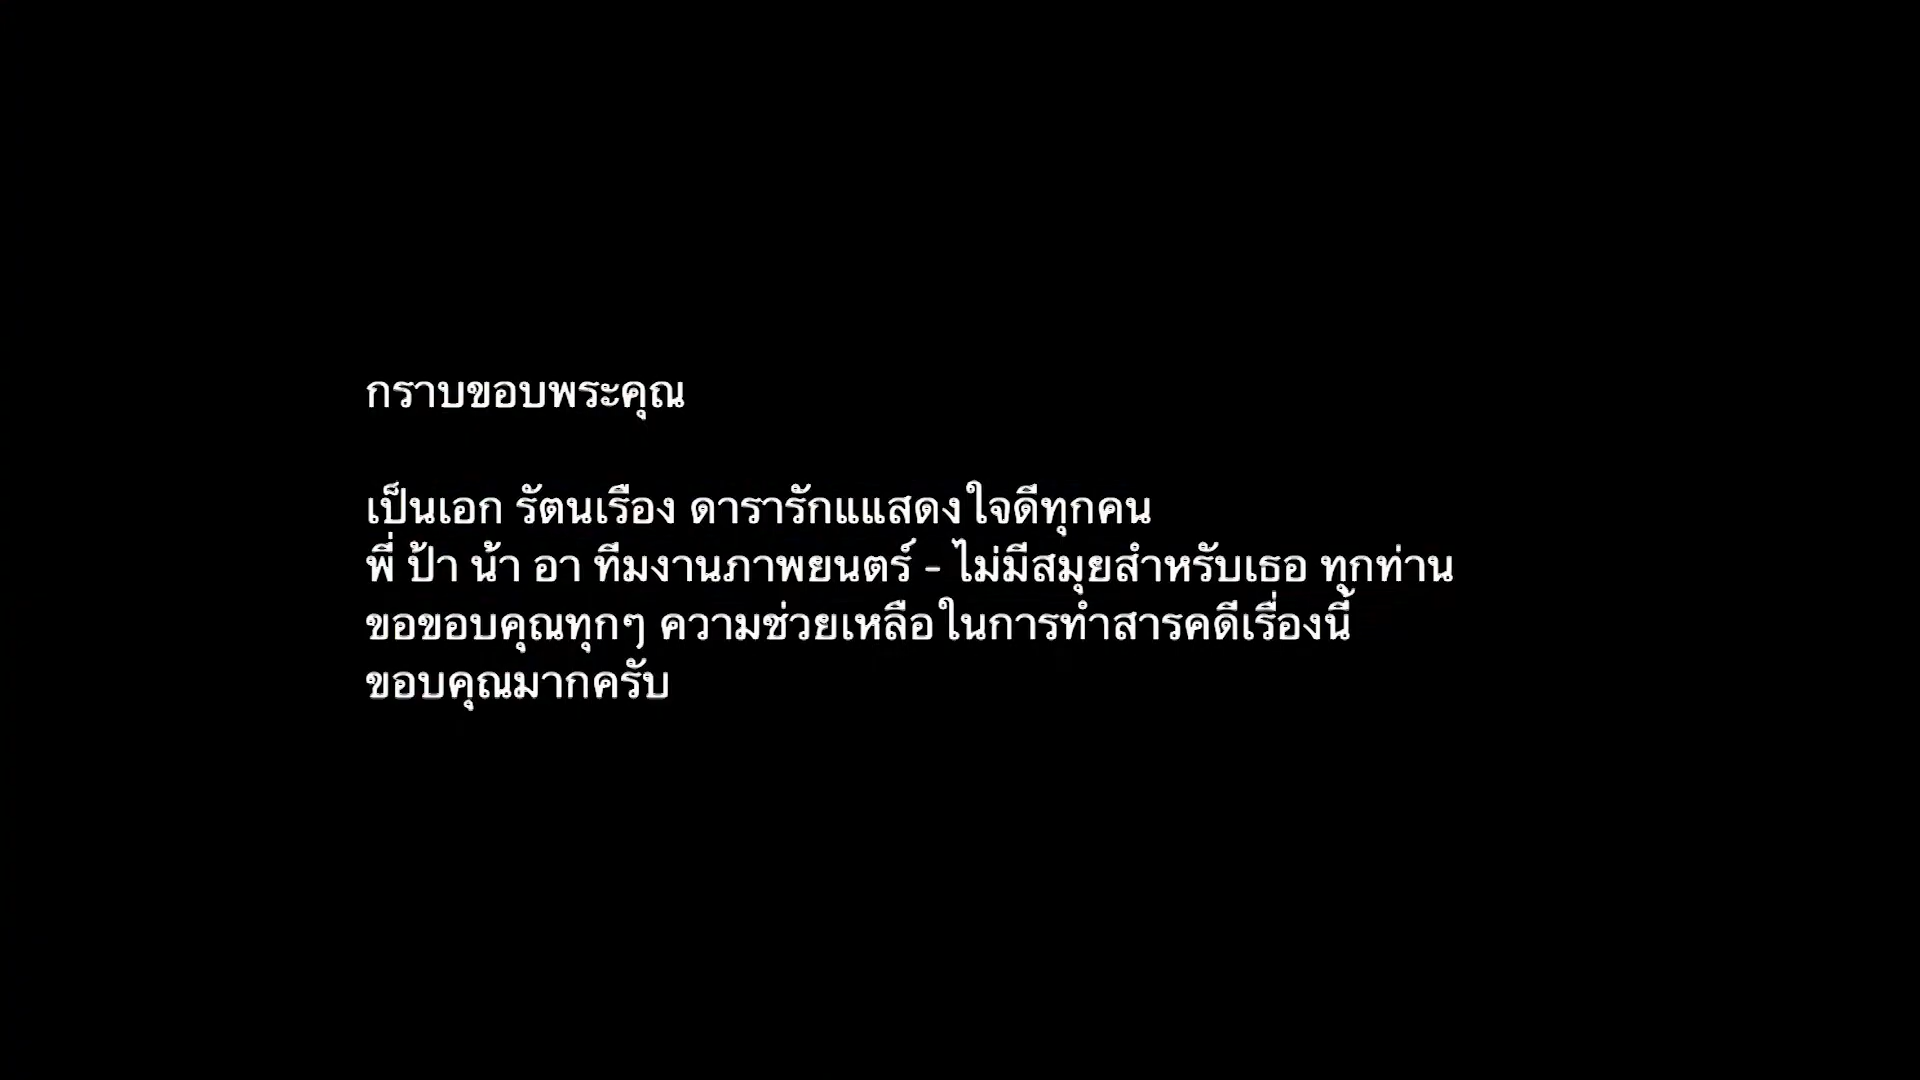 กราบขอบพระคุณ
เป็นเอก รัตนเรือง ดารารักแแสดงใจดีทุกคน
พี่ ป้า น้า อา ทีมงานภาพยนตร์ - ไม่มีสมุยสำหรับเธอ ทุกท่าน
ขอขอบคุณทุกๆ ความช่วยเหลือในการทำสารคดีเรื่องนี้
ขอบคุณมากครับ